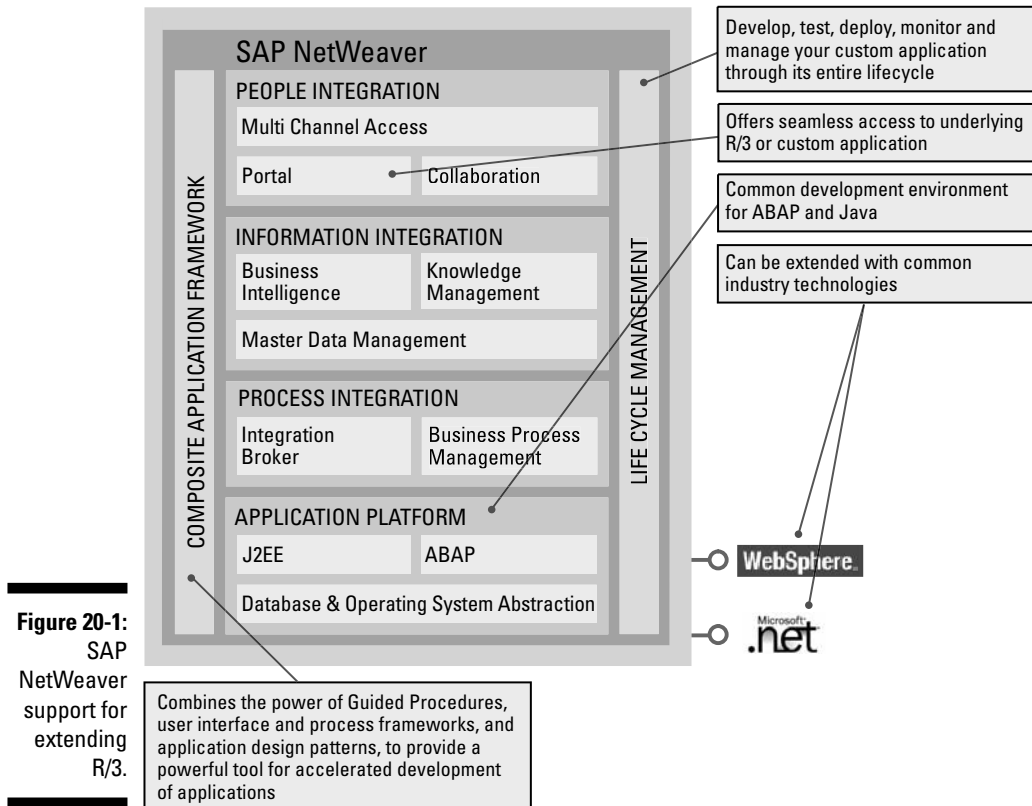 SAP NetWeaver
PEOPLE INTEGRATION
Multi Channel Access
Portal
Collaboration
INFORMATION INTEGRATION
Business
Intelligence
Knowledge
Management
Master Data Management
PROCESS INTEGRATION
Integration
Broker
Business Process
Management
APPLICATION PLATFORM
J2EE
ABAP
Database & Operating System Abstraction
COMPOSITE APPLICATION FRAMEWORK
LIFE CYCLE MANAGEMENT
Develop, test, deploy, monitor and
manage your custom application
through its entire lifecycle
Offers seamless access to underlying
R/3 or custom application
Common development environment
for ABAP and Java
Can be extended with common
industry technologies
WebSphere.
Microsoft
.net
Combines the power of Guided Procedures,
user interface and process frameworks, and
application design patterns, to provide a
powerful tool for accelerated development
of applications
Figure 20-1:
SAP
NetWeaver
support for
extending
R/3.